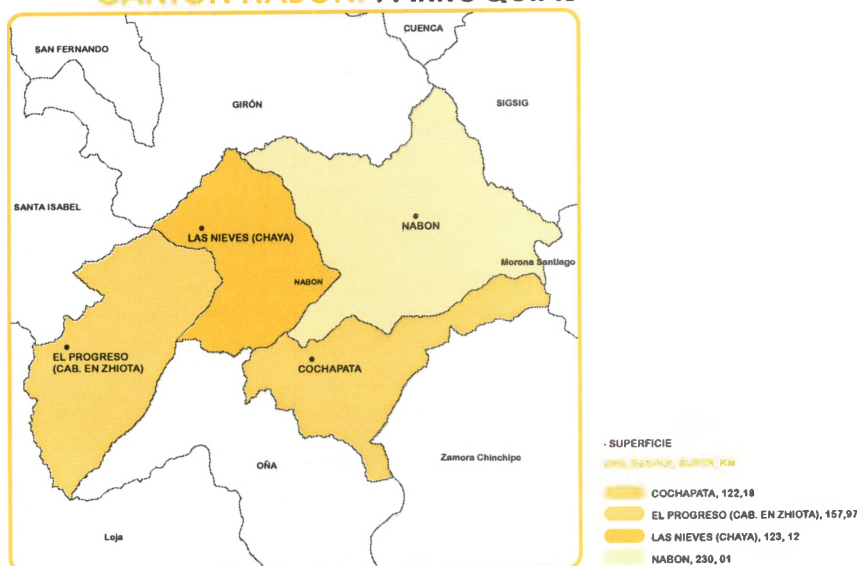 CANTÓN NABÓN:
CUENCA
SAN FERNANDO
GIRÓN
SIGSIG
SANTA ISABEL
NABON
LAS NIEVES (CHAYA)
Morona Santiago
NABON
EL PROGRESO
(CAB. EN ZHIOTA)
COCHAPATA
OÑA
Zamora Chinchipe
Loja
· SUPERFICIE
COCHAPATA, 122,18
EL PROGRESO (CAB. EN ZHIOTA), 157,97
LAS NIEVES (CHAYA), 123, 12
NABON, 230, 01